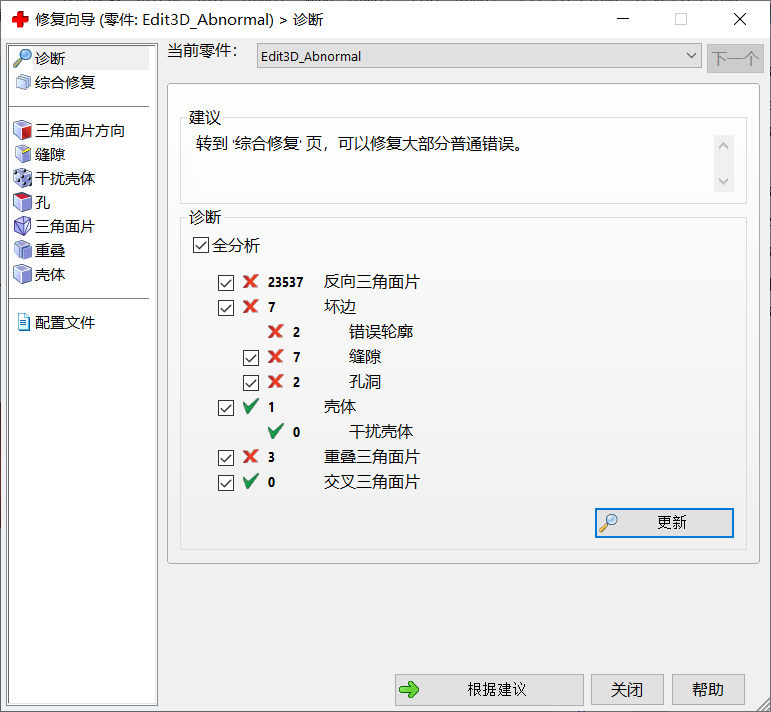 修复向导 (零件: Edit3D_Abnormal) > 诊断
诊断
综合修复
三角面片方向
缝隙
干扰壳体
孔
三角面片
重叠
壳体
配置文件
当前零件: Edit3D_Abnormal 下一个
建议
转到 '综合修复' 页，可以修复大部分普通错误。
诊断
全分析
23537 反向三角面片
7 坏边
2 错误轮廓
7 缝隙
2 孔洞
1 壳体
0 干扰壳体
3 重叠三角面片
0 交叉三角面片
更新
根据建议 关闭 帮助